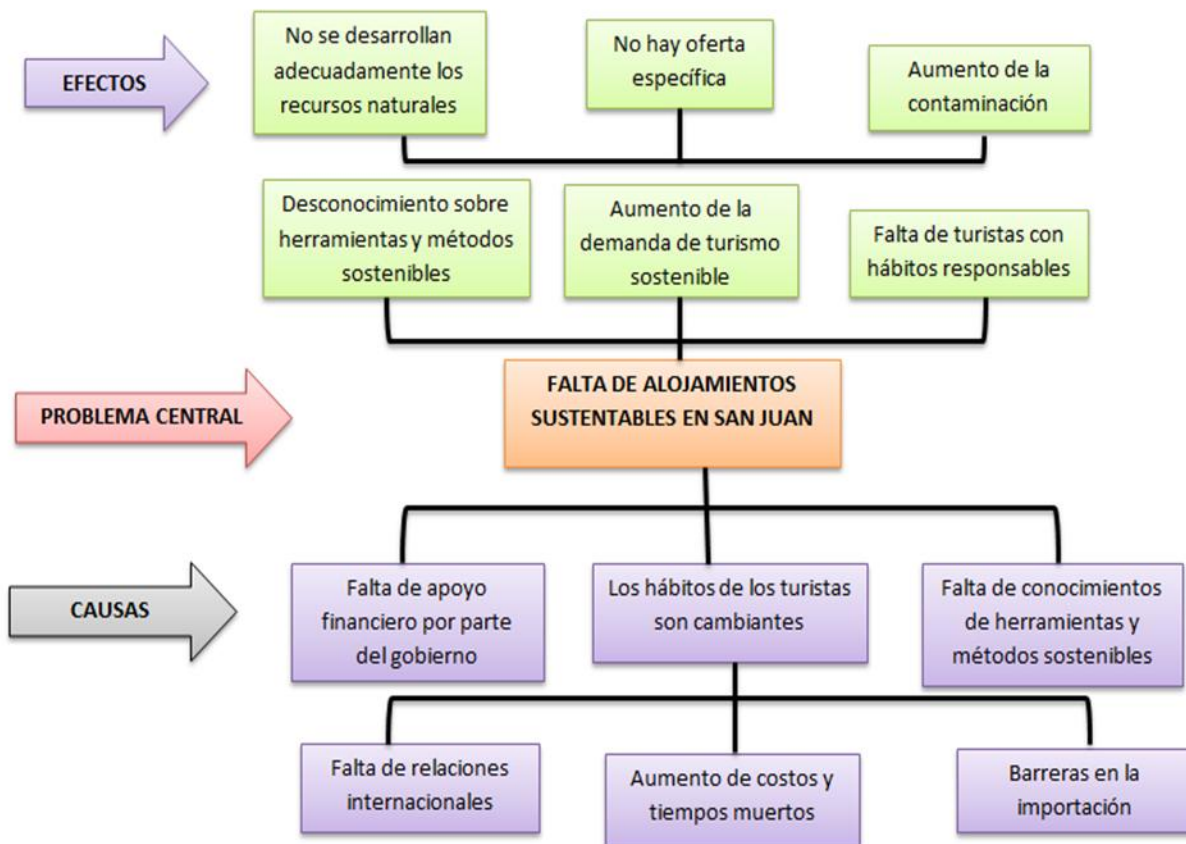 EFECTOS
No se desarrollan
adecuadamente los
recursos naturales
No hay oferta
específica
Aumento de la
contaminación
Desconocimiento sobre
herramientas y métodos
sostenibles
Aumento de la
demanda de turismo
sostenible
Falta de turistas con
hábitos responsables
PROBLEMA CENTRAL
FALTA DE ALOJAMIENTOS
SUSTENTABLES EN SAN JUAN
CAUSAS
Falta de apoyo
financiero por parte
del gobierno
Los hábitos de los turistas
son cambiantes
Falta de conocimientos
de herramientas y
métodos sostenibles
Falta de relaciones
internacionales
Aumento de costos y
tiempos muertos
Barreras en la
importación